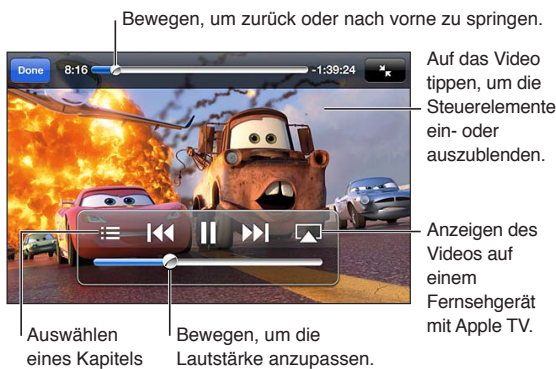 Bewegen, um zurück oder nach vorne zu springen.
Done 8:16 -1:39:24
Auf das Video
tippen, um die
Steuerelemente
ein- oder
auszublenden.
Anzeigen des
Videos auf
einem
Fernsehgerät
mit Apple TV.
Auswählen
eines Kapitels
Bewegen, um die
Lautstärke anzupassen.